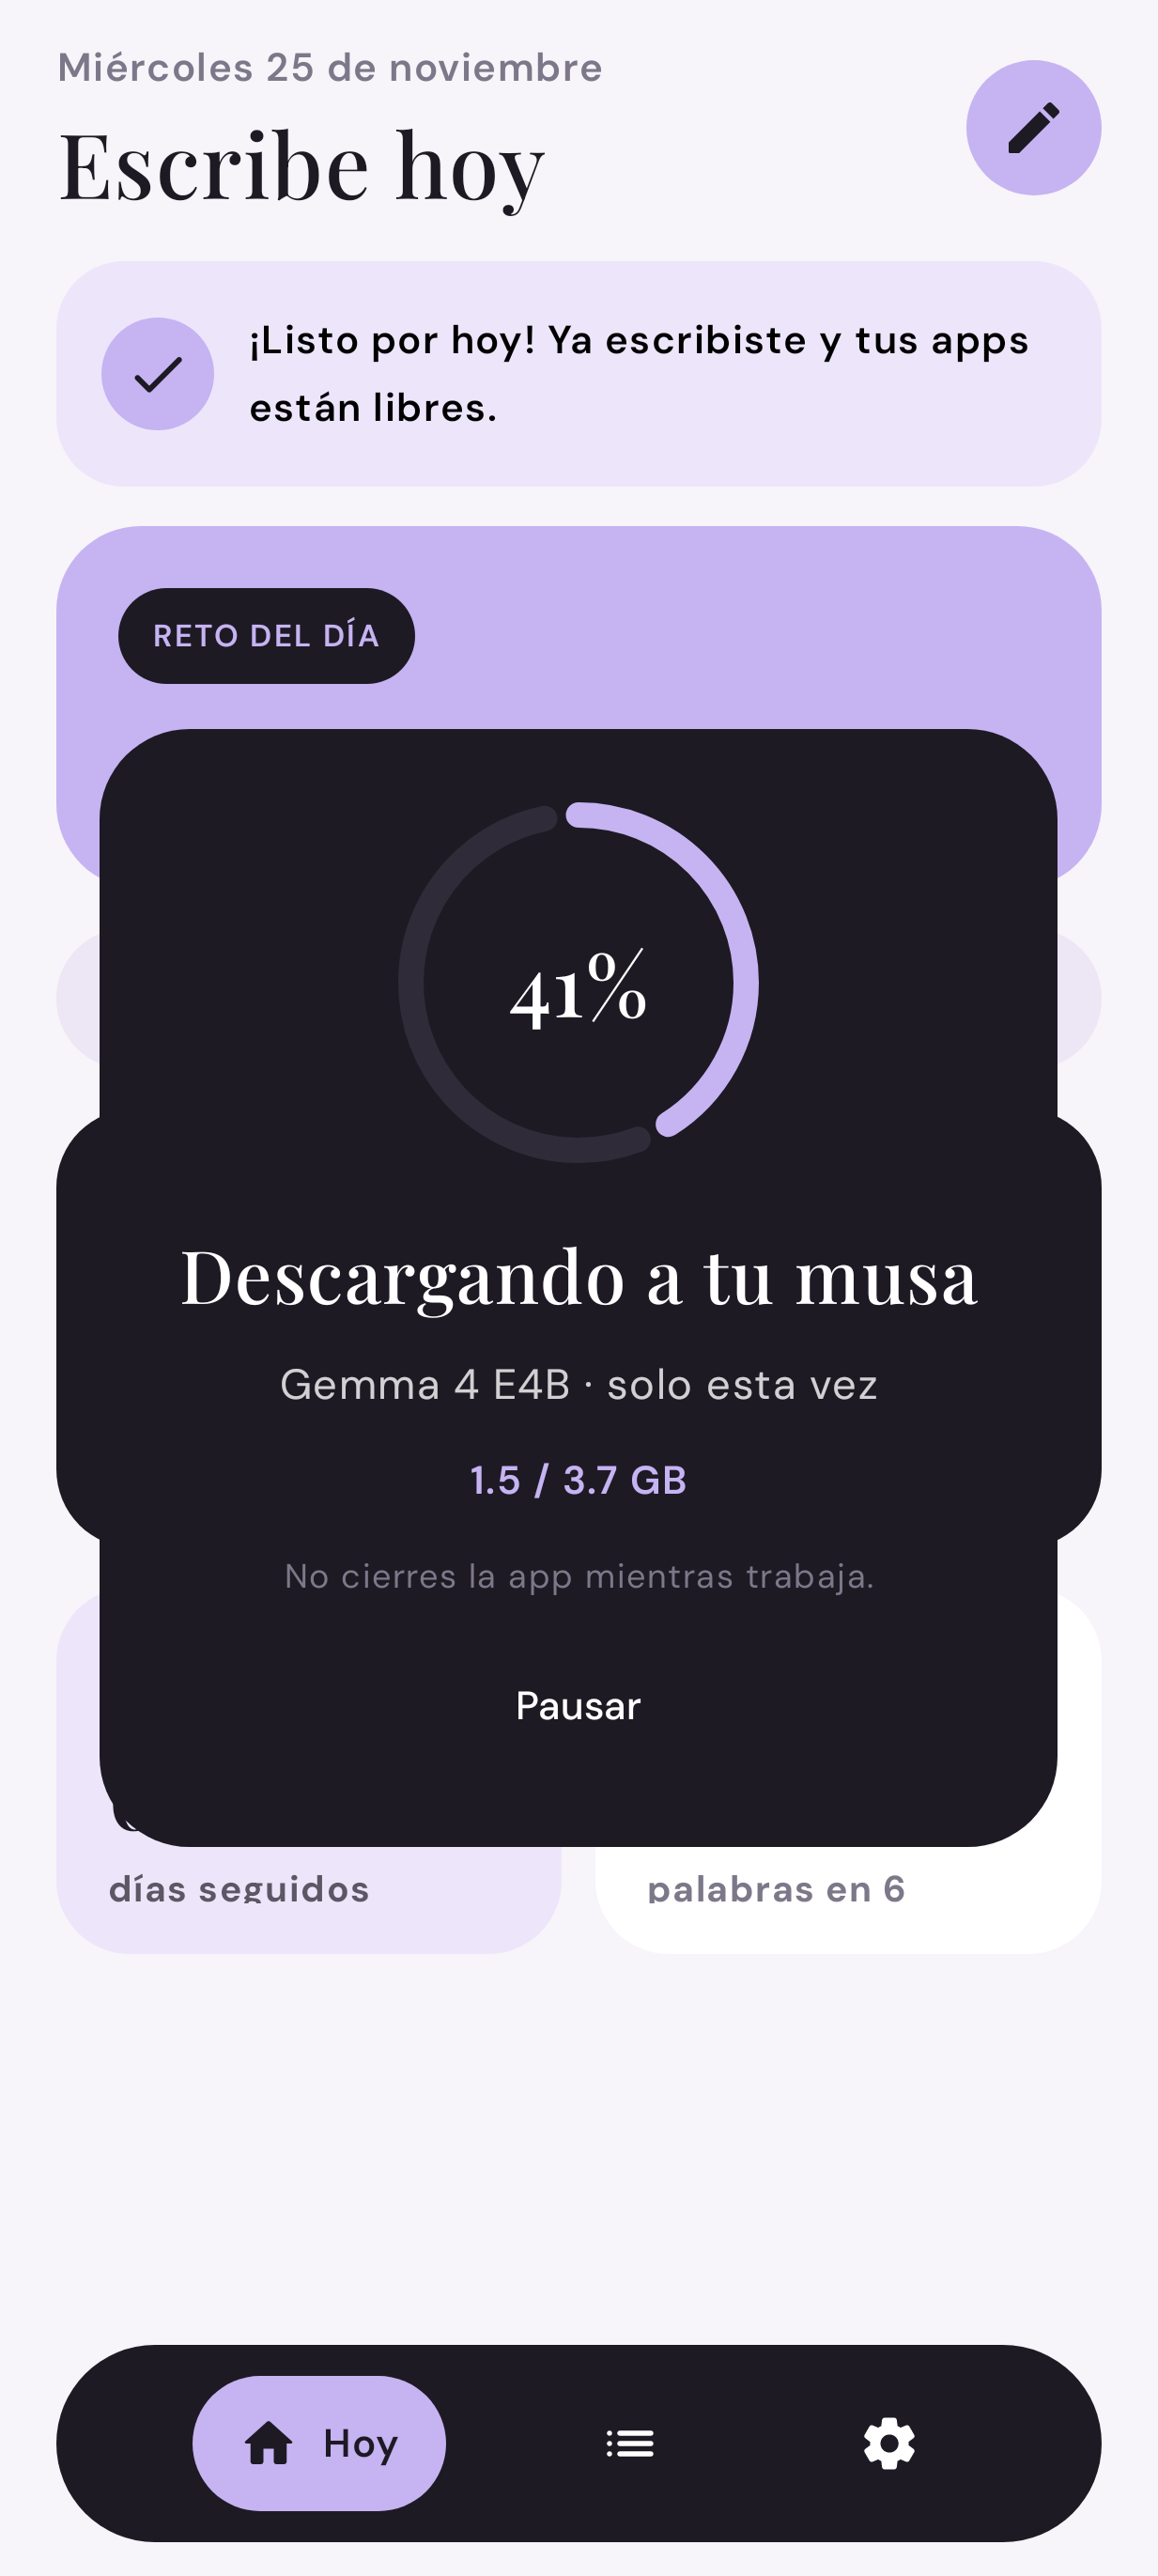 Miércoles 25 de noviembre
Escribe hoy
¡Listo por hoy! Ya escribiste y tus apps
están libres.
RETO DEL DÍA
41%
Descargando a tu musa
Gemma 4 E4B · solo esta vez
1.5 / 3.7 GB
No cierres la app mientras trabaja.
Pausar
días seguidos
palabras en 6
Hoy